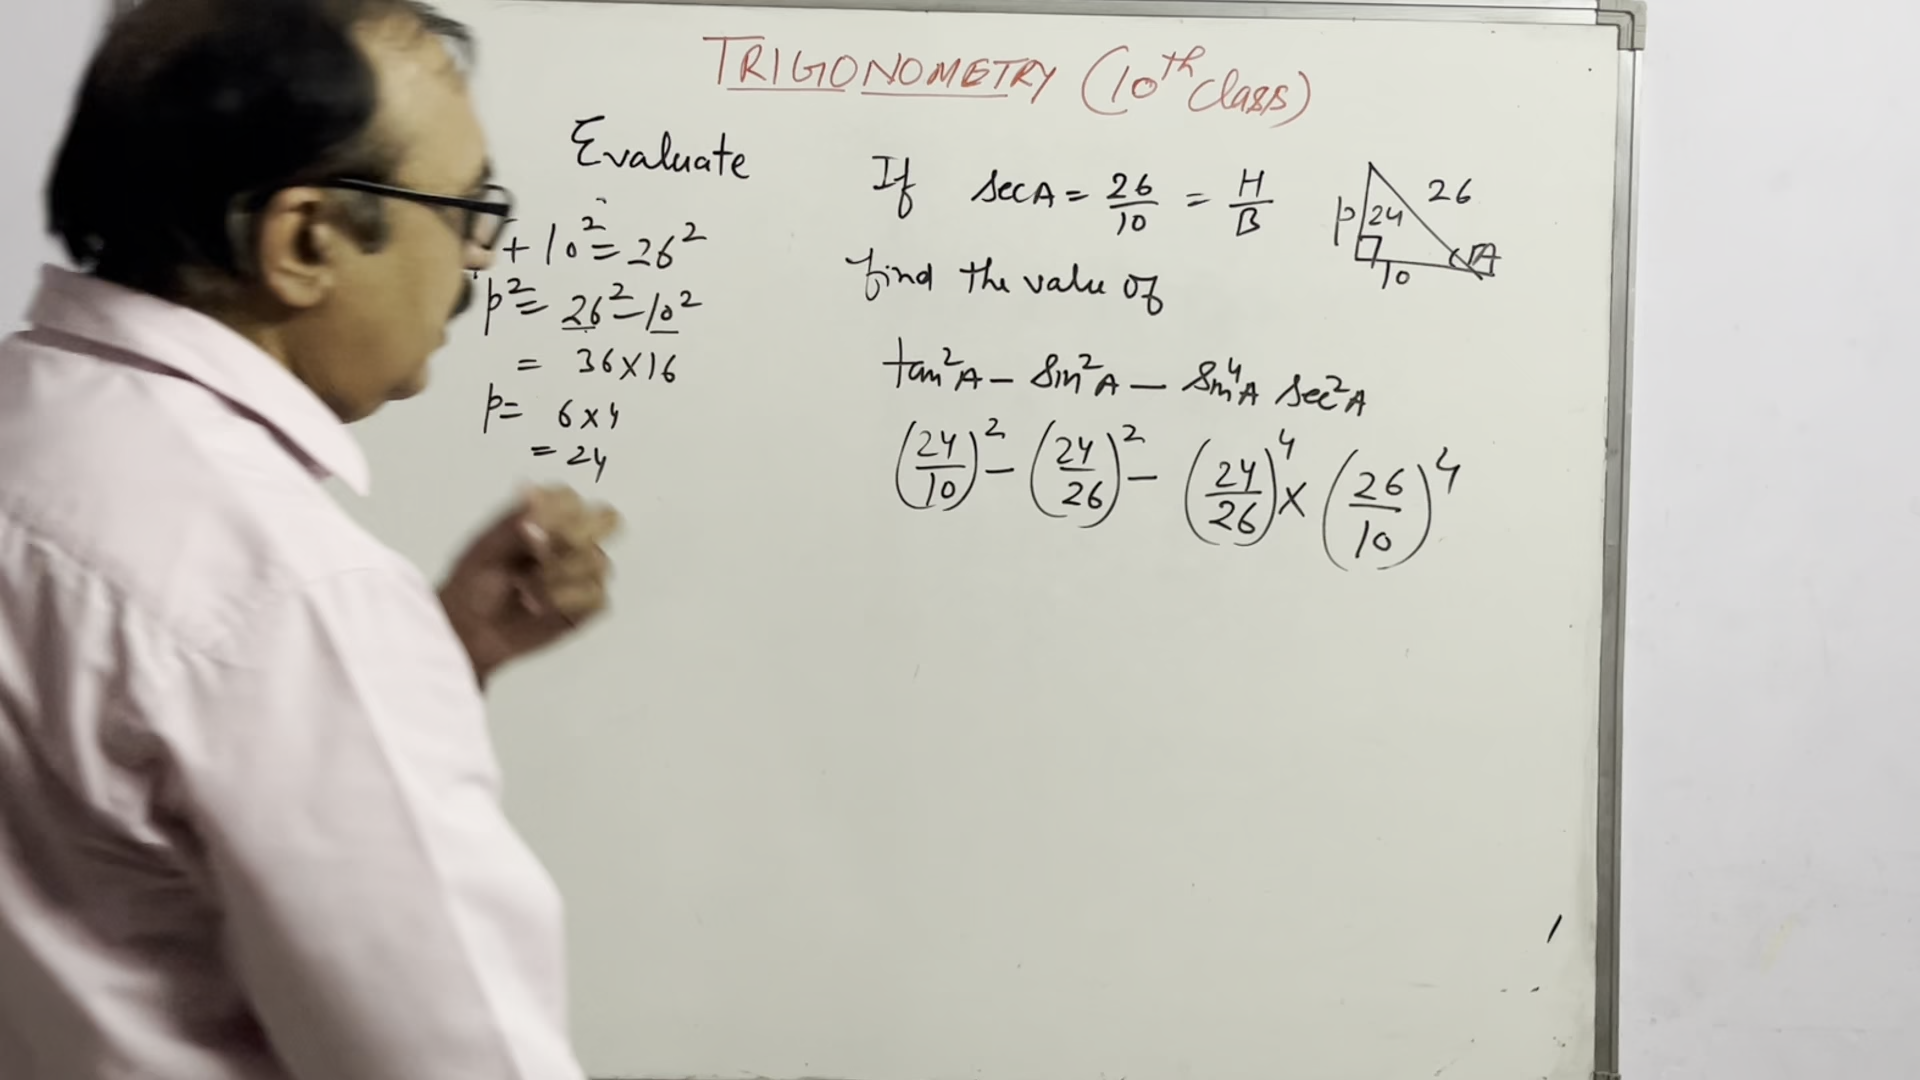 TRIGONOMETRY (10th Class)
Evaluate
+ 10² = 26²
p² = 26² - 10²
= 36 × 16
p = 6 × 4
= 24
If sec A = 26/10 = H/B
find the value of
tan²A - Sin²A - Sin⁴A Sec²A
(24/10)² - (24/26)² - (24/26)⁴ × (26/10)⁴
p 24 26
10 A